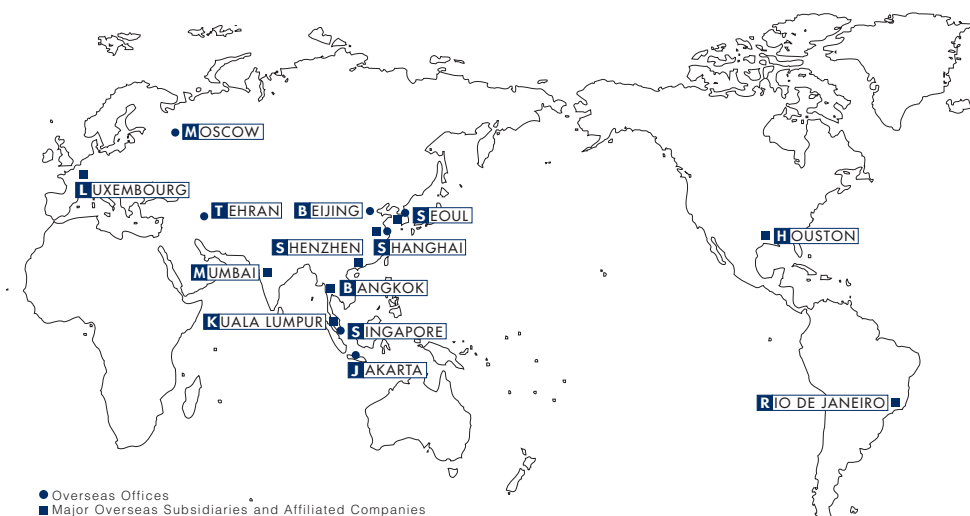 MOSCOW
LUXEMBOURG
TEHRAN
BEIJING
SEOUL
SHENZHEN
SHANGHAI
HOUSTON
MUMBAI
BANGKOK
KUALA LUMPUR
SINGAPORE
JAKARTA
RIO DE JANEIRO
Overseas Offices
Major Overseas Subsidiaries and Affiliated Companies